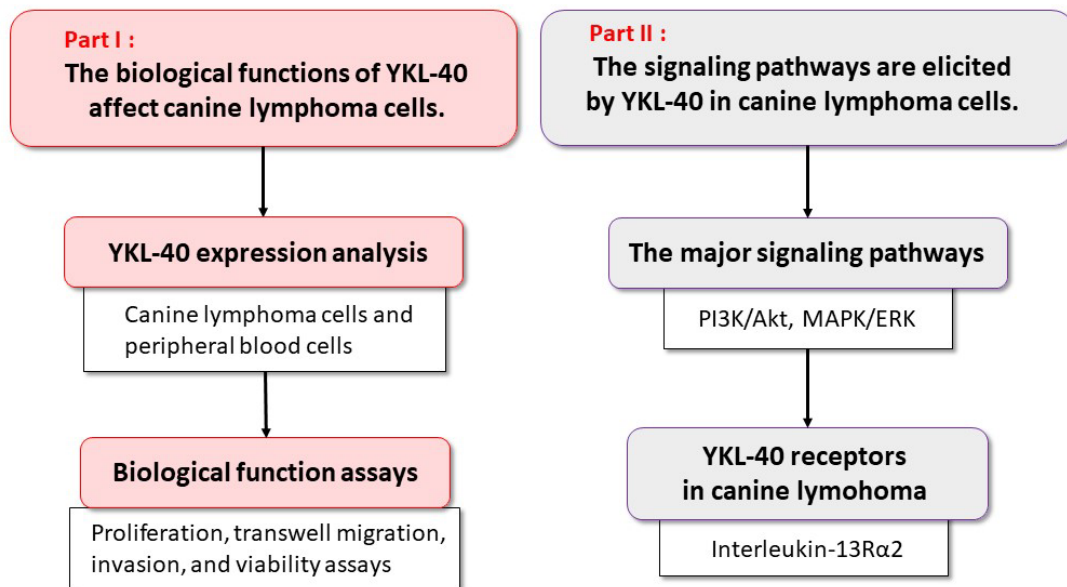 Part I :
The biological functions of YKL-40
affect canine lymphoma cells.
YKL-40 expression analysis
Canine lymphoma cells and
peripheral blood cells
Biological function assays
Proliferation, transwell migration,
invasion, and viability assays
Part II :
The signaling pathways are elicited
by YKL-40 in canine lymphoma cells.
The major signaling pathways
PI3K/Akt, MAPK/ERK
YKL-40 receptors
in canine lymohoma
Interleukin-13Rα2